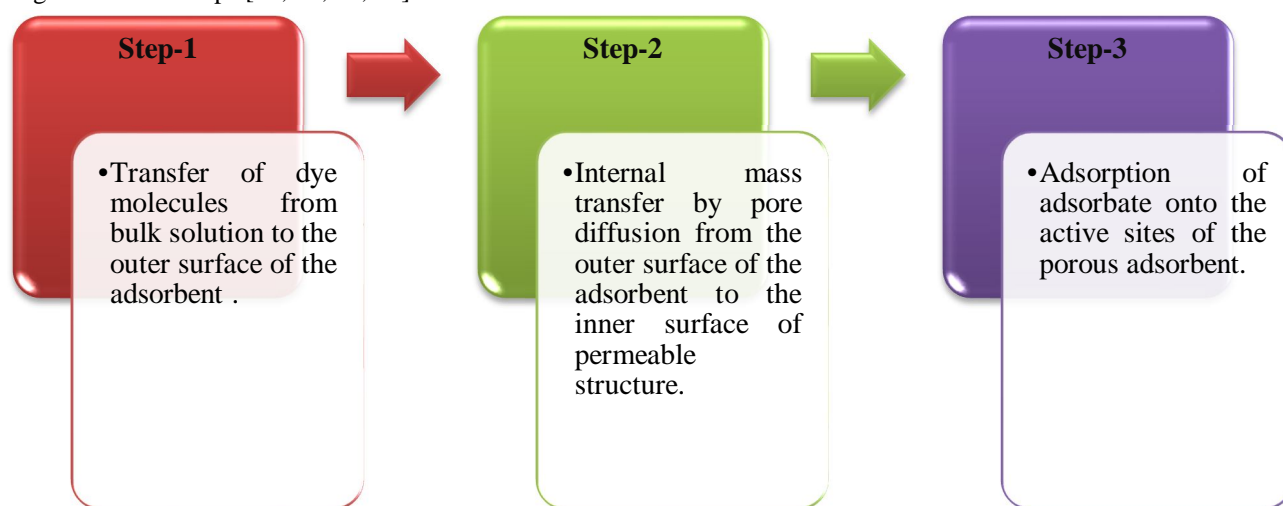 Step-1
•Transfer of dye
molecules from
bulk solution to the
outer surface of the
adsorbent .
Step-2
•Internal mass
transfer by pore
diffusion from the
outer surface of the
adsorbent to the
inner surface of
permeable
structure.
Step-3
•Adsorption of
adsorbate onto the
active sites of the
porous adsorbent.